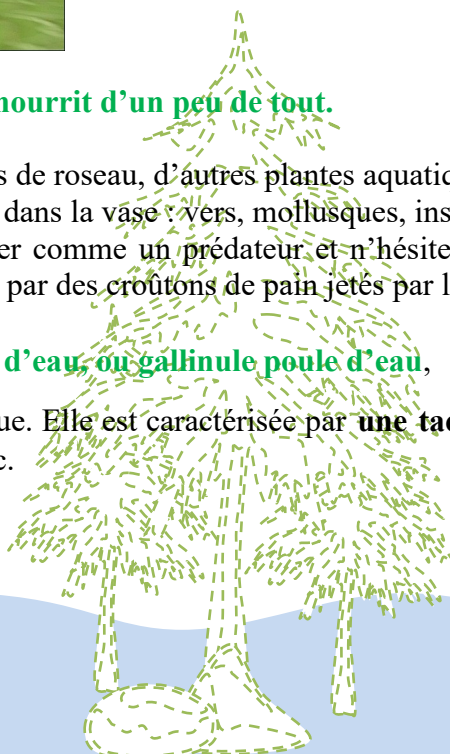 nourrit d’un peu de tout.
s de roseau, d’autres plantes aquatic
dans la vase : vers, mollusques, ins
er comme un prédateur et n’hésite
par des croûtons de pain jetés par l
d’eau, ou gallinule poule d’eau,
ue. Elle est caractérisée par une tac
c.